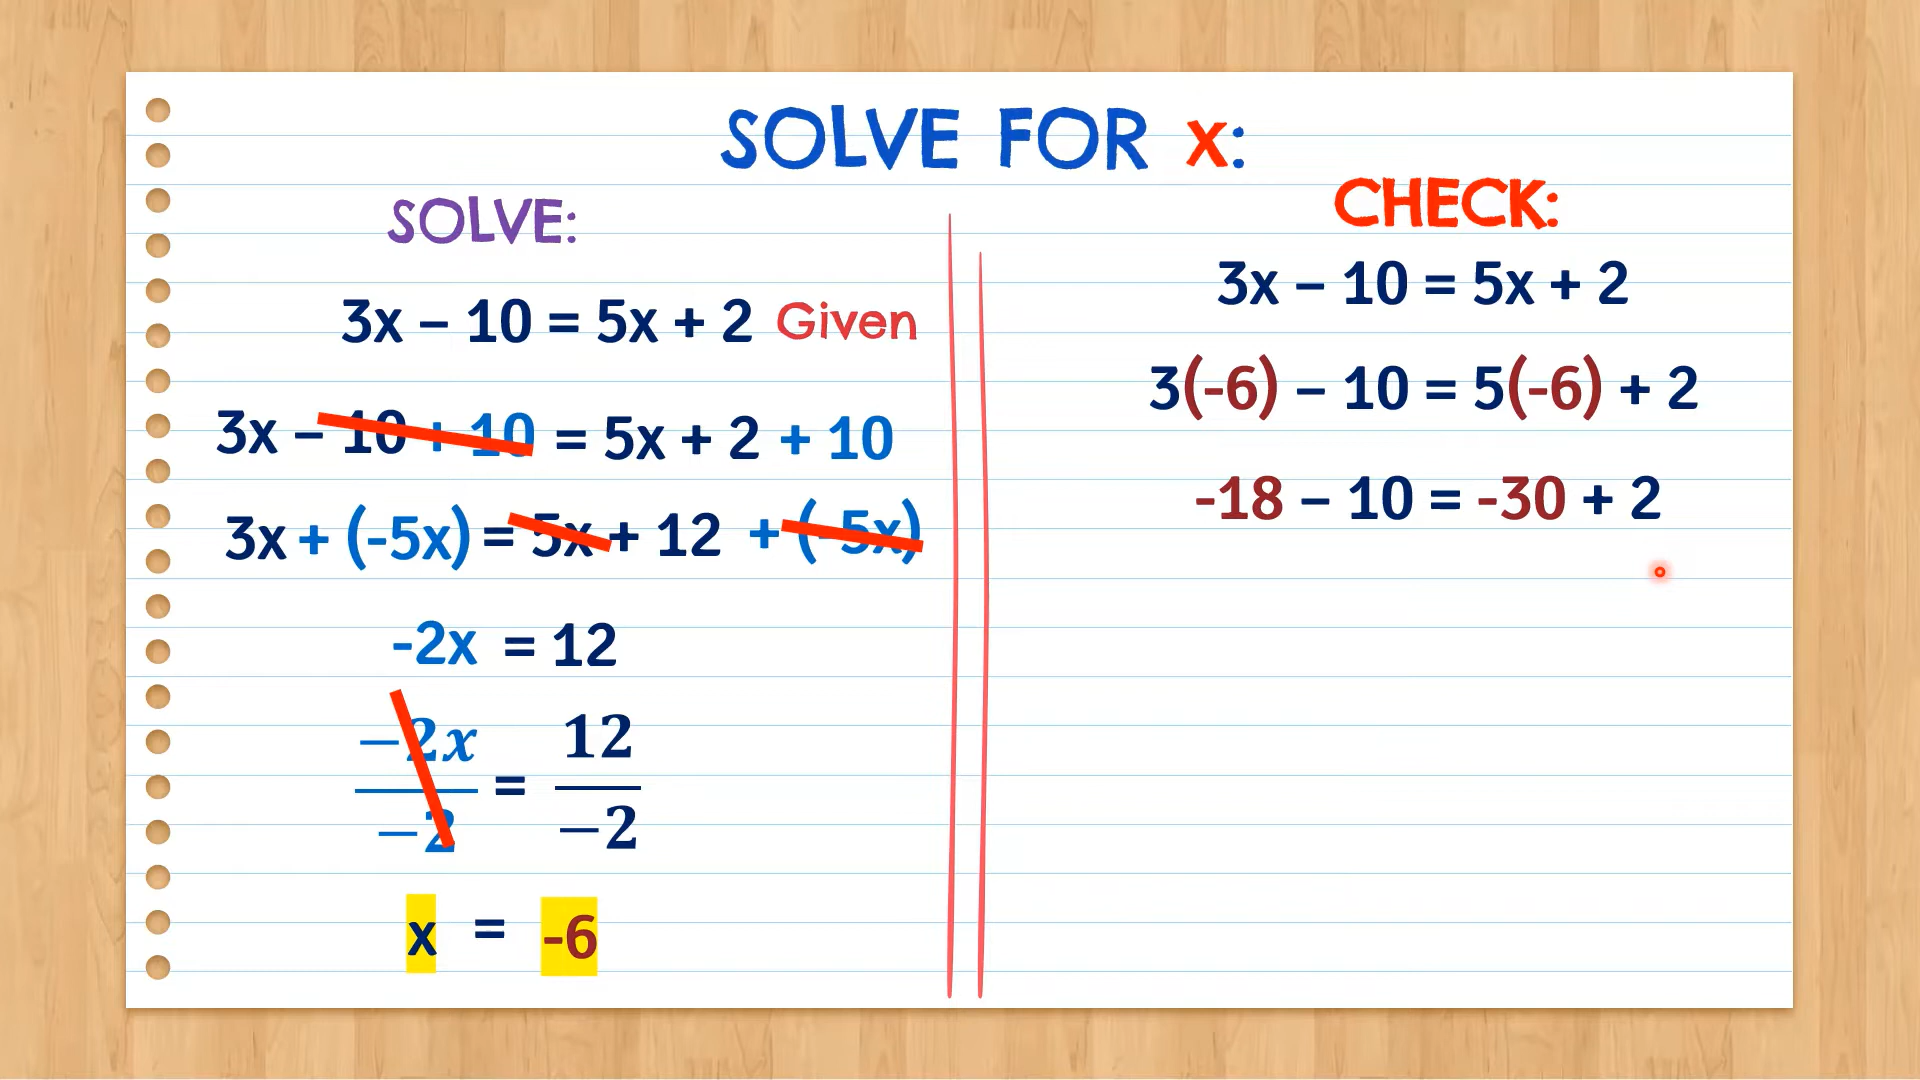 SOLVE FOR x:
SOLVE:
3x – 10 = 5x + 2 Given
3x – 10 + 10 = 5x + 2 + 10
3x + (-5x) = 5x + 12 + (-5x)
-2x = 12
−2x/−2 = 12/−2
x = -6
CHECK:
3x – 10 = 5x + 2
3(-6) – 10 = 5(-6) + 2
-18 – 10 = -30 + 2